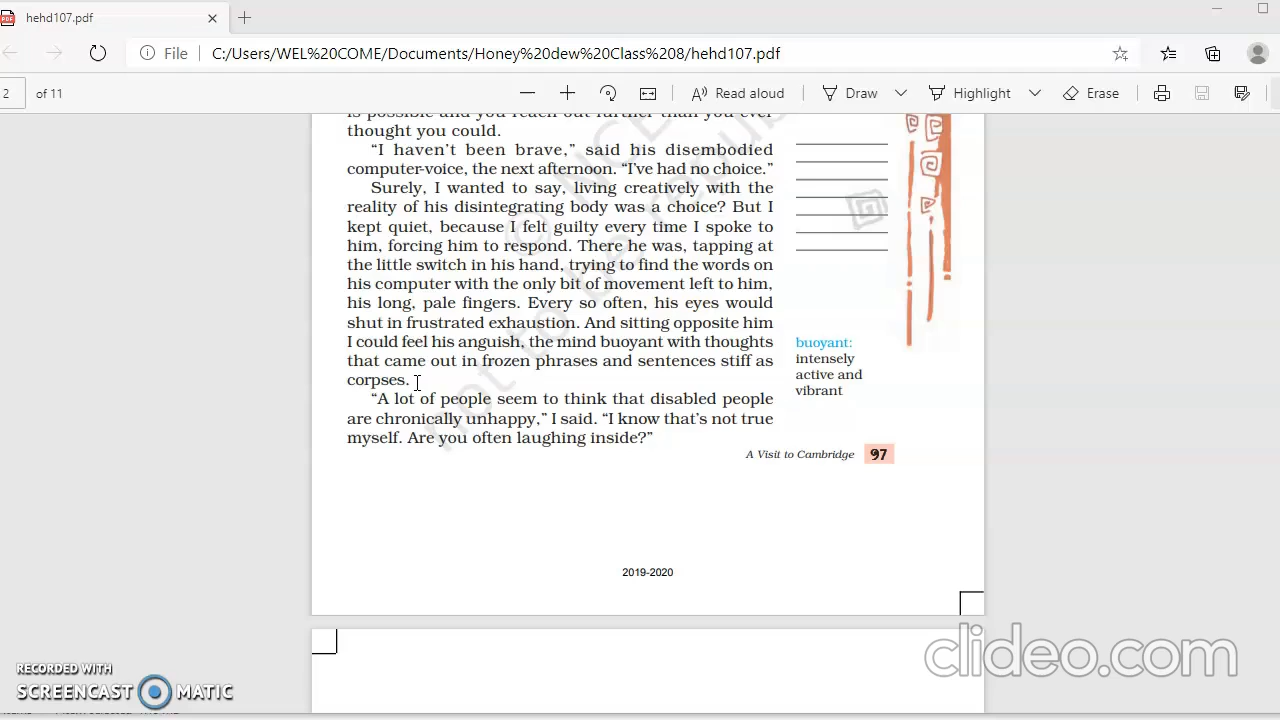 hehd107.pdf
File
C:/Users/WEL%20COME/Documents/Honey%20dew%20Class%208/hehd107.pdf
2 of 11
Read aloud
Draw
Highlight
Erase
is possible and you reach out further than you ever
thought you could.
“I haven’t been brave,” said his disembodied
computer-voice, the next afternoon. “I’ve had no choice.”
Surely, I wanted to say, living creatively with the
reality of his disintegrating body was a choice? But I
kept quiet, because I felt guilty every time I spoke to
him, forcing him to respond. There he was, tapping at
the little switch in his hand, trying to find the words on
his computer with the only bit of movement left to him,
his long, pale fingers. Every so often, his eyes would
shut in frustrated exhaustion. And sitting opposite him
I could feel his anguish, the mind buoyant with thoughts
that came out in frozen phrases and sentences stiff as
corpses.
“A lot of people seem to think that disabled people
are chronically unhappy,” I said. “I know that’s not true
myself. Are you often laughing inside?”
buoyant:
intensely
active and
vibrant
A Visit to Cambridge 97
2019-2020
not to be republ
© NCE
clideo.com
RECORDED WITH
SCREENCAST MATIC